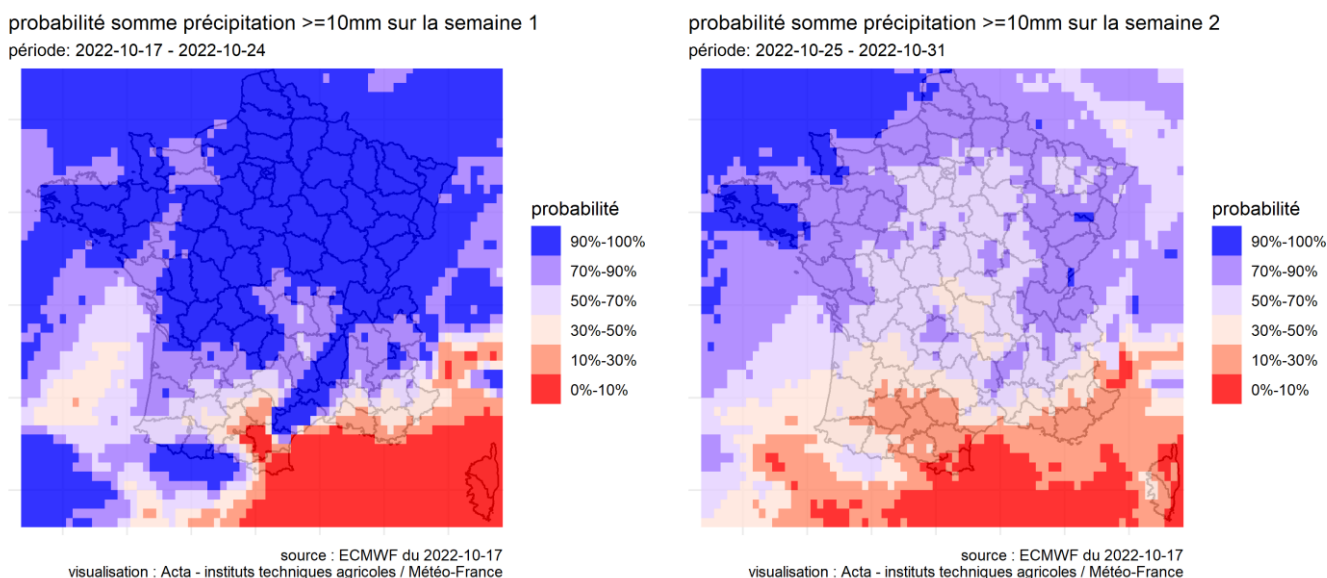 probabilité somme précipitation >=10mm sur la semaine 1
période: 2022-10-17 - 2022-10-24
probabilité
90%-100%
70%-90%
50%-70%
30%-50%
10%-30%
0%-10%
source : ECMWF du 2022-10-17
visualisation : Acta - instituts techniques agricoles / Météo-France
probabilité somme précipitation >=10mm sur la semaine 2
période: 2022-10-25 - 2022-10-31
probabilité
90%-100%
70%-90%
50%-70%
30%-50%
10%-30%
0%-10%
source : ECMWF du 2022-10-17
visualisation : Acta - instituts techniques agricoles / Météo-France